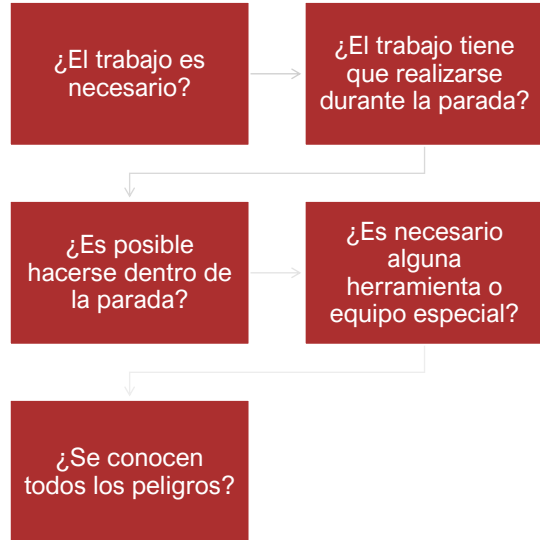 ¿El trabajo es
necesario?
¿El trabajo tiene
que realizarse
durante la parada?
¿Es posible
hacerse dentro de
la parada?
¿Es necesario
alguna
herramienta o
equipo especial?
¿Se conocen
todos los peligros?